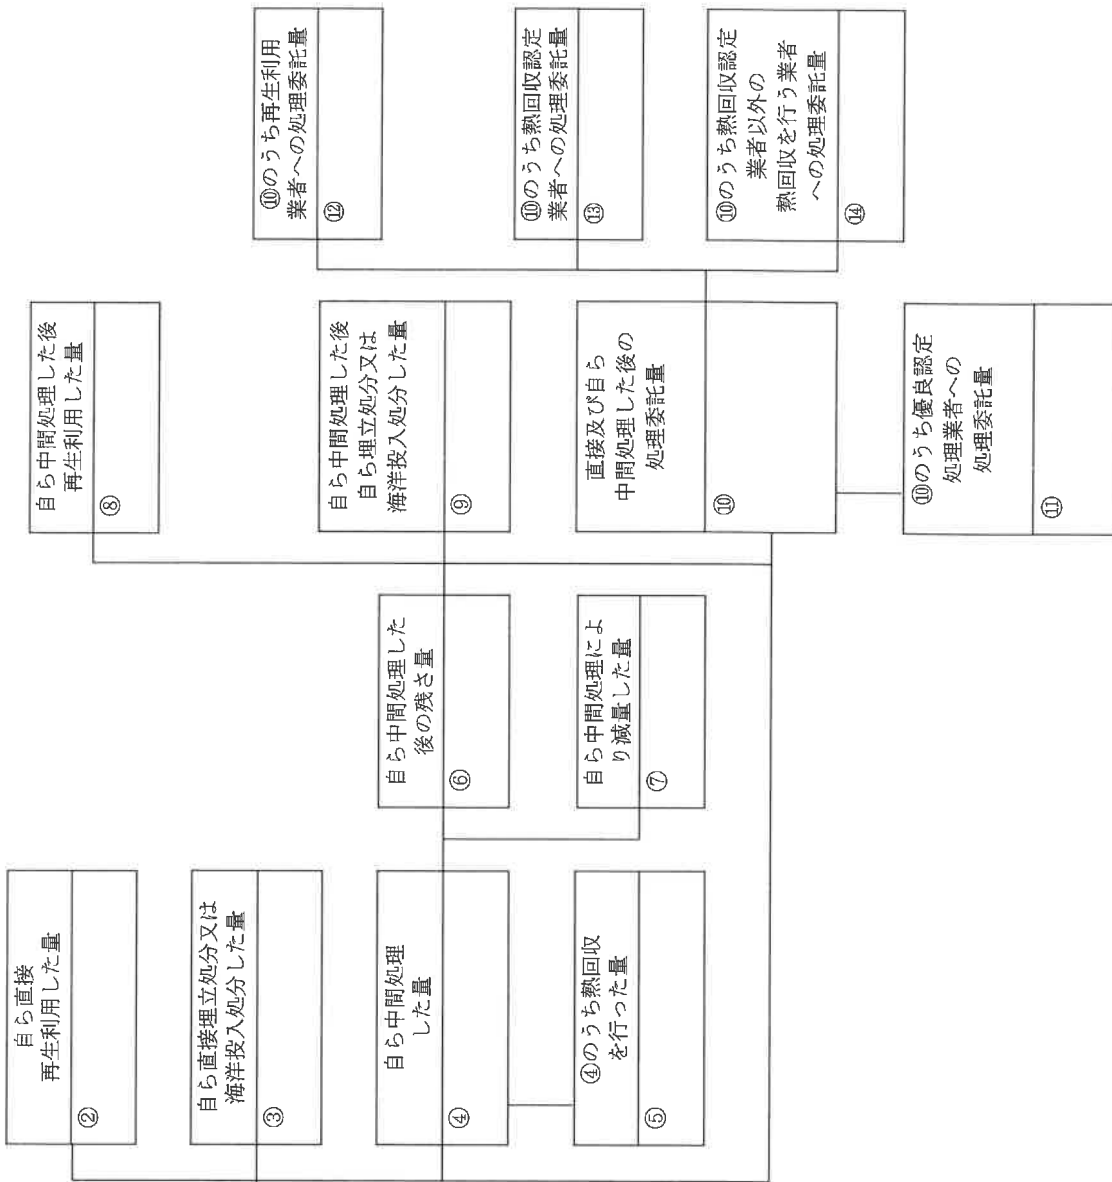 自ら直接
再生利用した量
②
自ら直接埋立処分又は
海洋投入処分した量
③
自ら中間処理
した量
④
④のうち熱回収
を行った量
⑤
自ら中間処理した
後の残さ量
⑥
自ら中間処理によ
り減量した量
⑦
自ら中間処理した後
再生利用した量
⑧
自ら中間処理した後
自ら埋立処分又は
海洋投入処分した量
⑨
直接及び自ら
中間処理した後の
処理委託量
⑩
⑩のうち優良認定
処理業者への
処理委託量
⑪
⑩のうち再生利用
業者への処理委託量
⑫
⑩のうち熱回収認定
業者への処理委託量
⑬
⑩のうち熱回収認定
業者以外の
熱回収を行う業者
への処理委託量
⑭